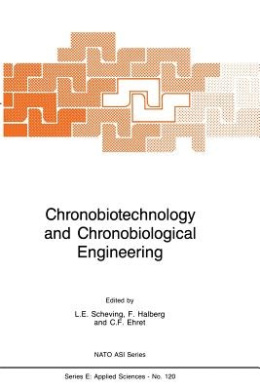 Chronobiotechnology
and Chronobiological
Engineering
Edited by
L.E. Scheving, F. Halberg
and C.F. Ehret
NATO ASI Series
Series E: Applied Sciences - No. 120